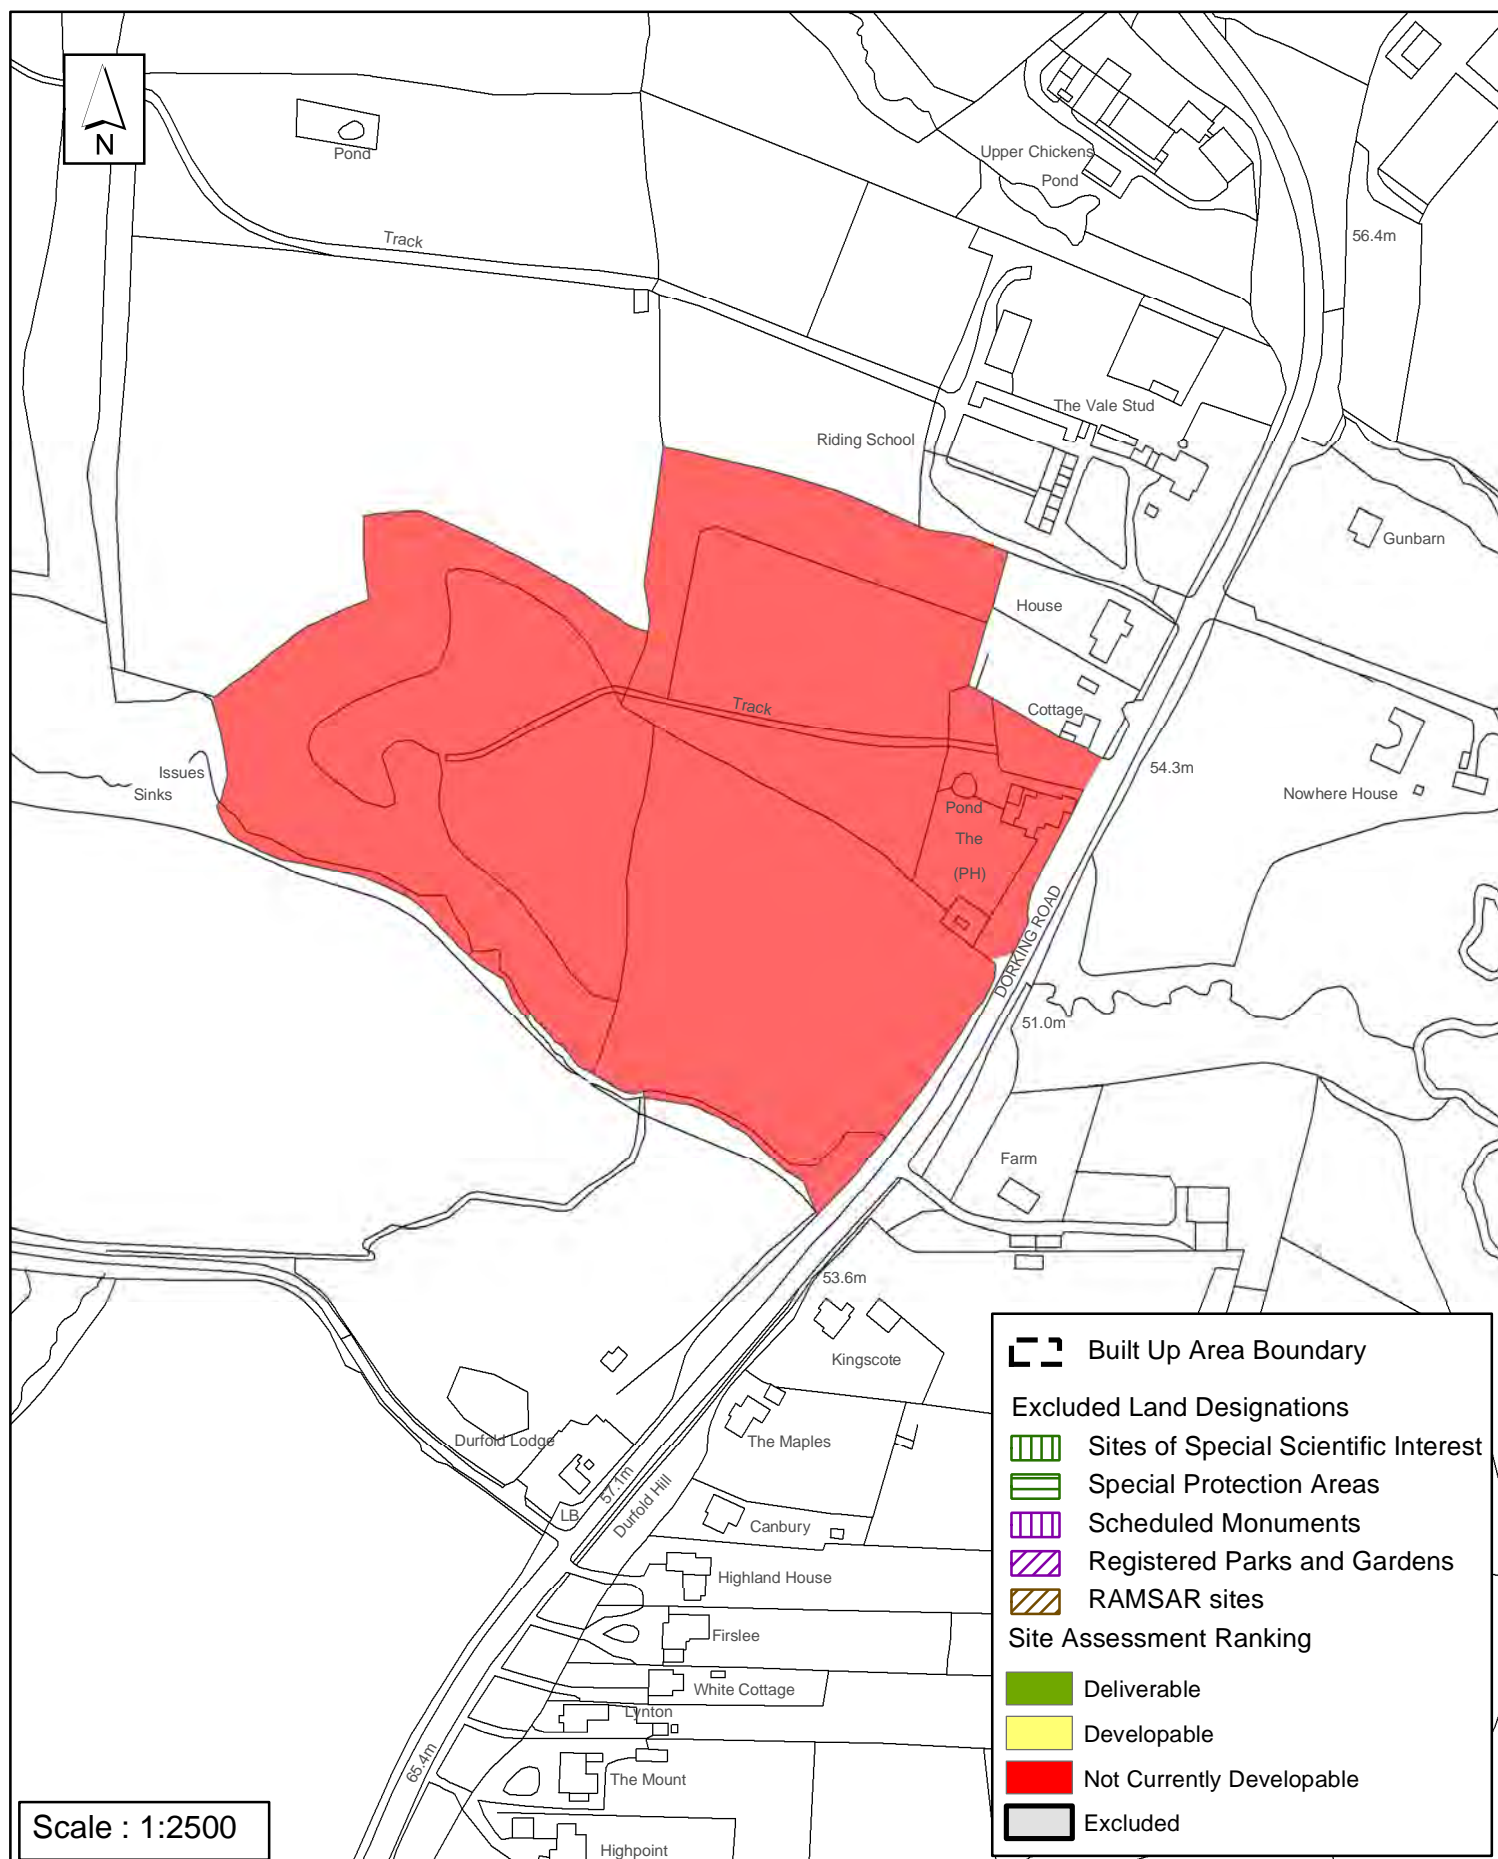 N
Pond
Upper Chickens
Pond
56.4m
Track
The Vale Stud
Riding School
Gunbarn
House
Track
Cottage
54.3m
Issues
Sinks
Nowhere House
Pond
The
(PH)
DORKING ROAD
51.0m
Farm
53.6m
Kingscote
Durfold Lodge
The Maples
57.1m
Durfold Hill
LB
Canbury
Highland House
Firslee
White Cottage
Lynton
65.4m
The Mount
Highpoint
Scale : 1:2500
Built Up Area Boundary
Excluded Land Designations
Sites of Special Scientific Interest
Special Protection Areas
Scheduled Monuments
Registered Parks and Gardens
RAMSAR sites
Site Assessment Ranking
Deliverable
Developable
Not Currently Developable
Excluded